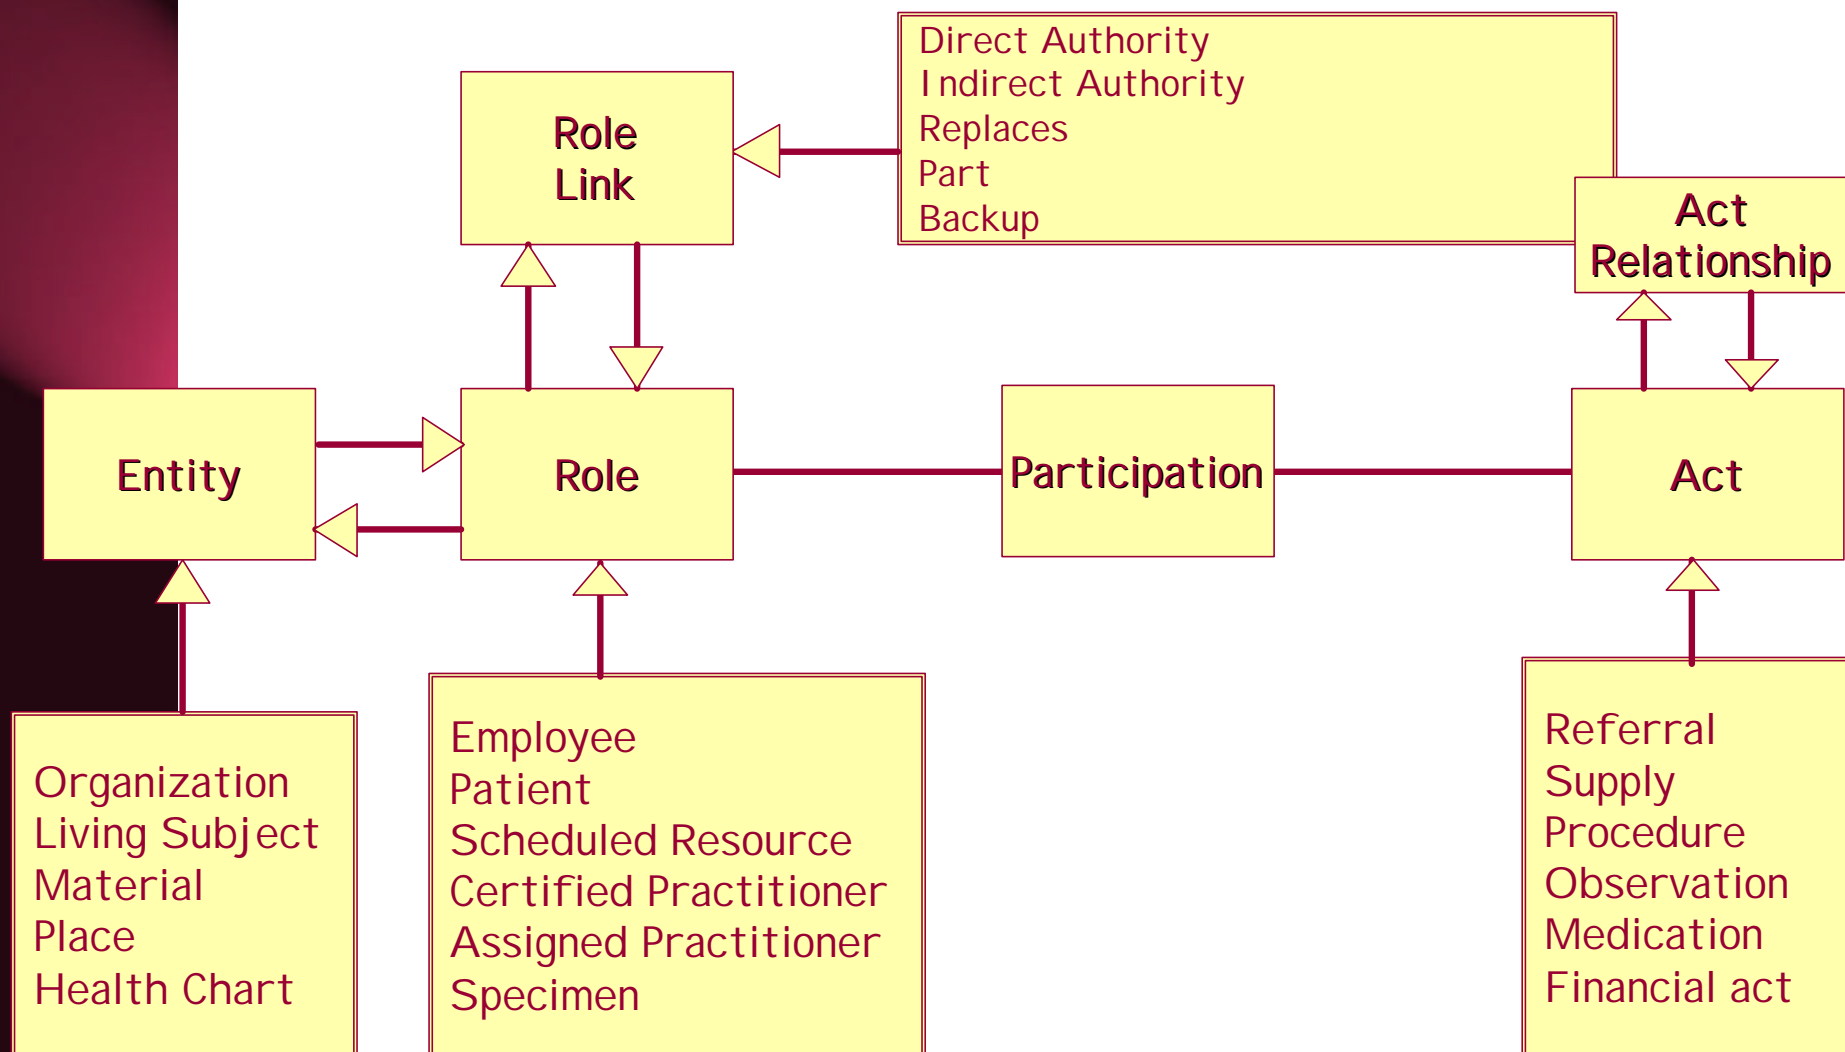 Direct Authority
Indirect Authority
Replaces
Part
Backup
Role
Link
Act
Relationship
Entity
Role
Participation
Act
Organization
Living Subject
Material
Place
Health Chart
Employee
Patient
Scheduled Resource
Certified Practitioner
Assigned Practitioner
Specimen
Referral
Supply
Procedure
Observation
Medication
Financial act